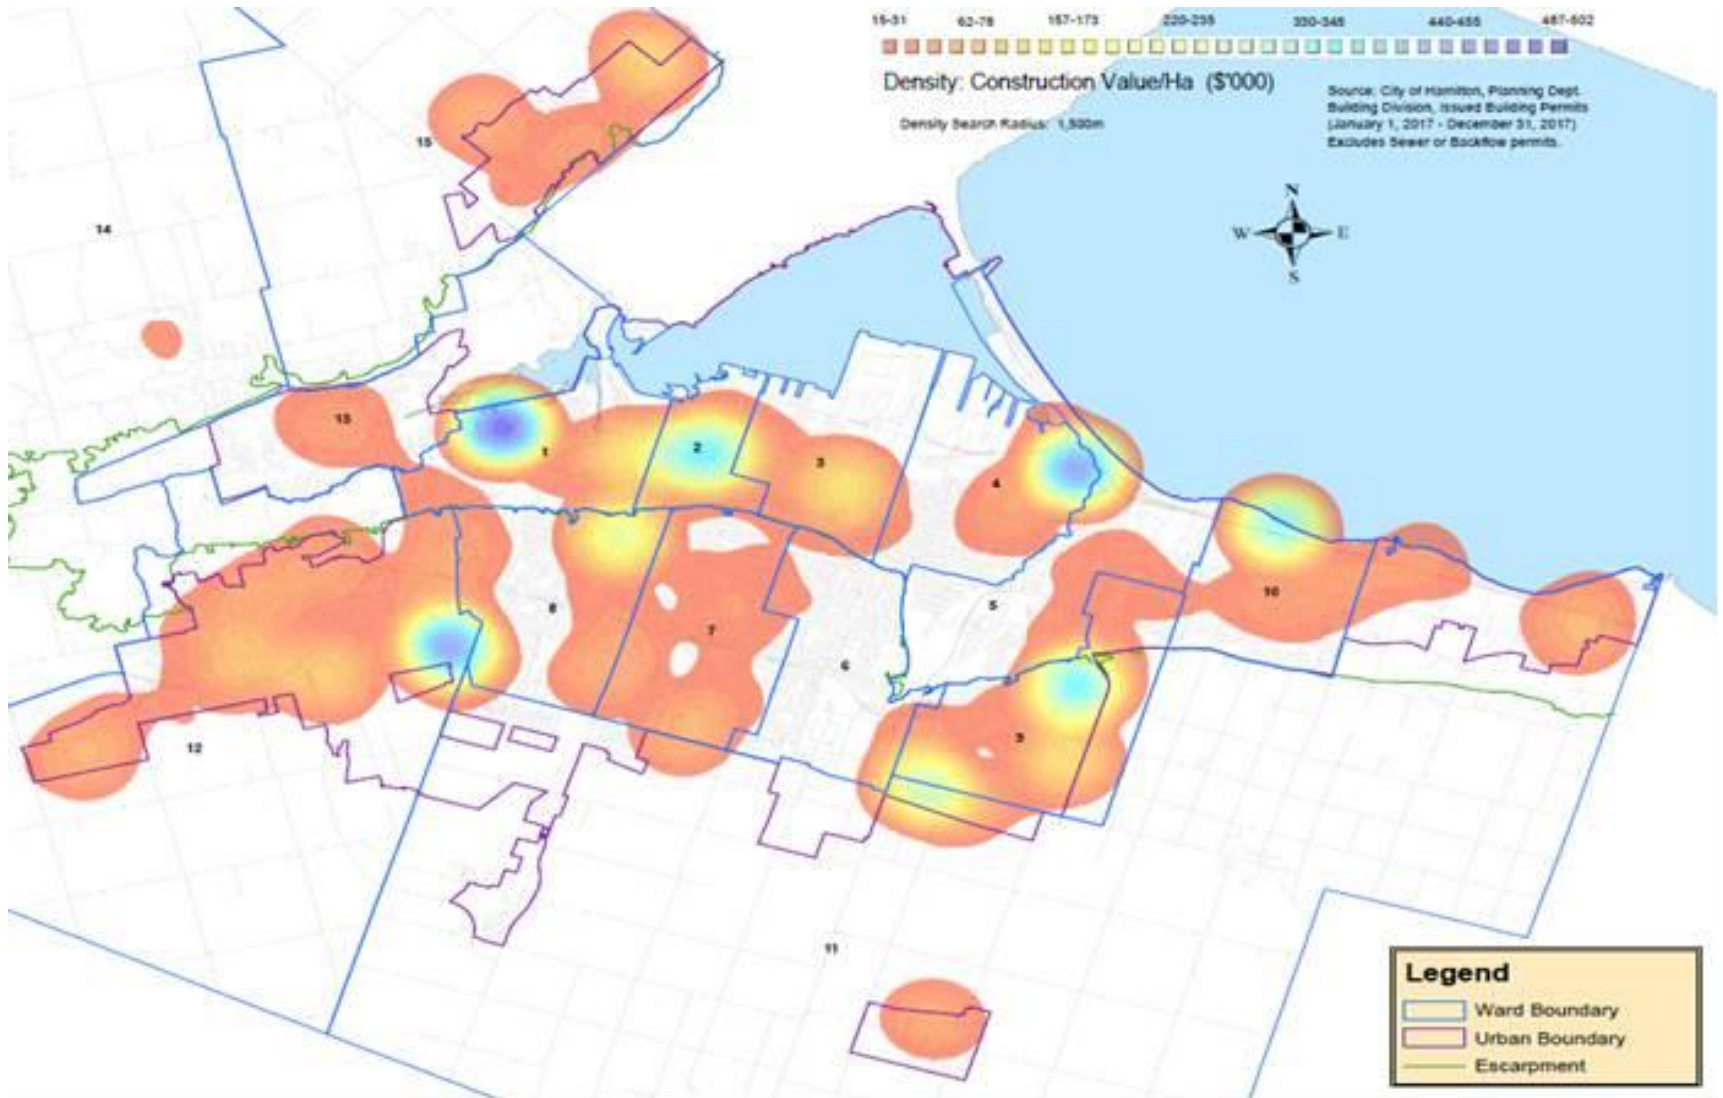 15-31 62-78 157-173 220-235 330-345 440-455 487-502
Density: Construction Value/Ha ($'000)
Density Search Radius: 1,500m
Source: City of Hamilton, Planning Dept.
Building Division, Issued Building Permits
(January 1, 2017 - December 31, 2017)
Excludes Sewer or Backflow permits.
N
W E
S
15
14
13
1
2
3
4
5
10
8
7
6
9
12
11
Legend
Ward Boundary
Urban Boundary
Escarpment